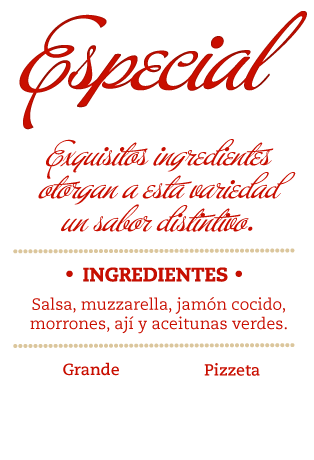 Especial
Exquisitos ingredientes
otorgan a esta variedad
un sabor distintivo.
• INGREDIENTES •
Salsa, muzzarella, jamón cocido,
morrones, ají y aceitunas verdes.
Grande Pizzeta